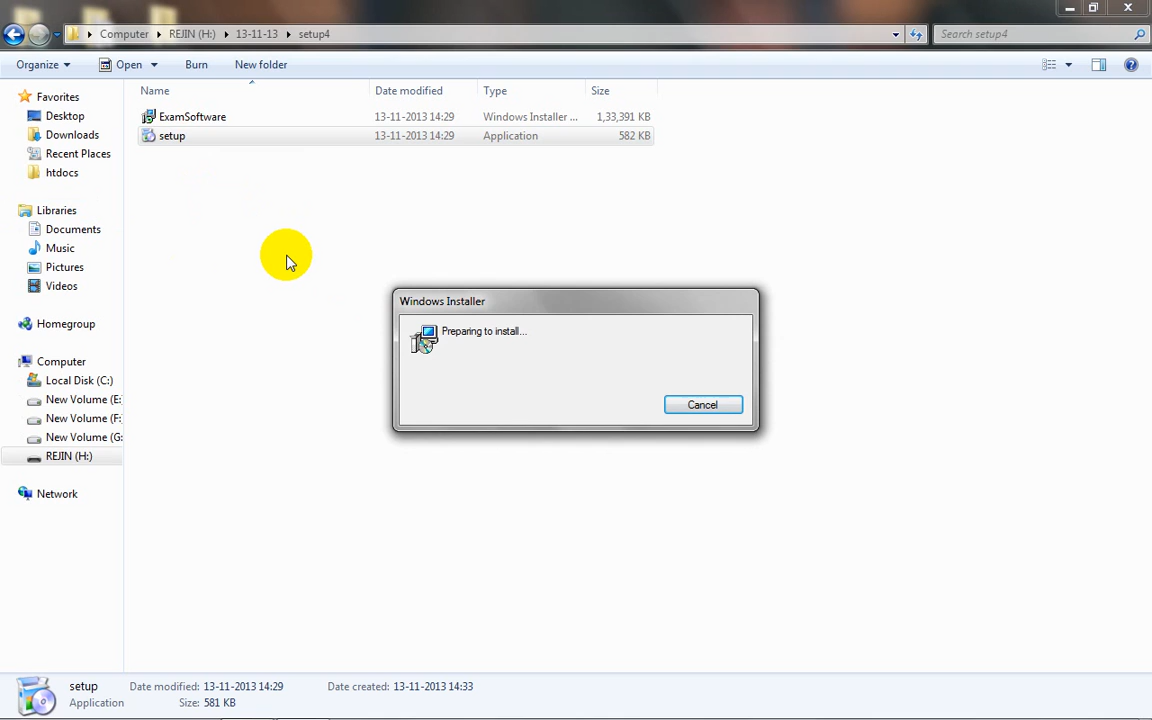 Computer REJIN (H:) 13-11-13 setup4 Search setup4
Organize Open Burn New folder
Name Date modified Type Size
ExamSoftware 13-11-2013 14:29 Windows Installer ... 1,33,391 KB
setup 13-11-2013 14:29 Application 582 KB
Favorites
Desktop
Downloads
Recent Places
htdocs
Libraries
Documents
Music
Pictures
Videos
Homegroup
Computer
Local Disk (C:)
New Volume (E:
New Volume (F:
New Volume (G:
REJIN (H:)
Network
Windows Installer
Preparing to install...
Cancel
setup Date modified: 13-11-2013 14:29 Date created: 13-11-2013 14:33
Application Size: 581 KB